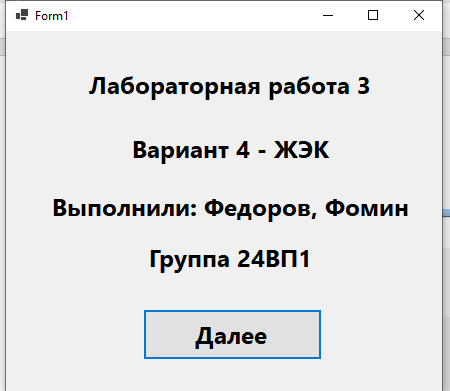 Form1
Лабораторная работа 3
Вариант 4 - ЖЭК
Выполнили: Федоров, Фомин
Группа 24ВП1
Далее